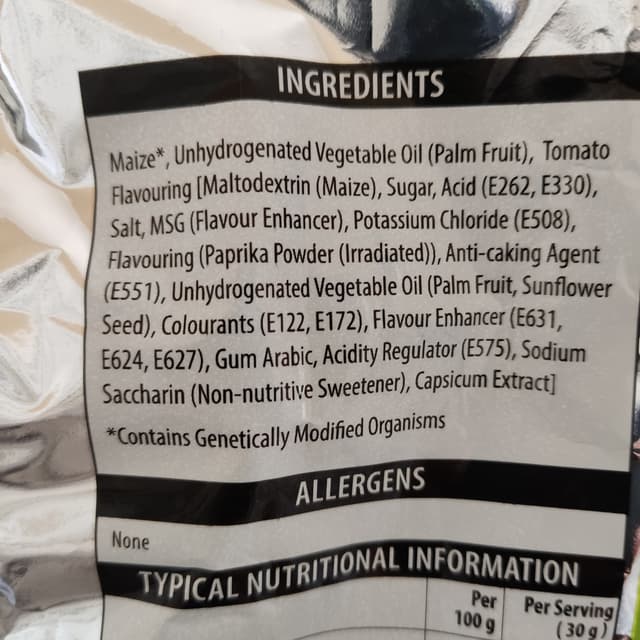 INGREDIENTS
Maize*, Unhydrogenated Vegetable Oil (Palm Fruit), Tomato
Flavouring [Maltodextrin (Maize), Sugar, Acid (E262, E330),
Salt, MSG (Flavour Enhancer), Potassium Chloride (E508),
Flavouring (Paprika Powder (Irradiated)), Anti-caking Agent
(E551), Unhydrogenated Vegetable Oil (Palm Fruit, Sunflower
Seed), Colourants (E122, E172), Flavour Enhancer (E631,
E624, E627), Gum Arabic, Acidity Regulator (E575), Sodium
Saccharin (Non-nutritive Sweetener), Capsicum Extract]
*Contains Genetically Modified Organisms
ALLERGENS
None
TYPICAL NUTRITIONAL INFORMATION
Per Per Serving
100 g (30 g)